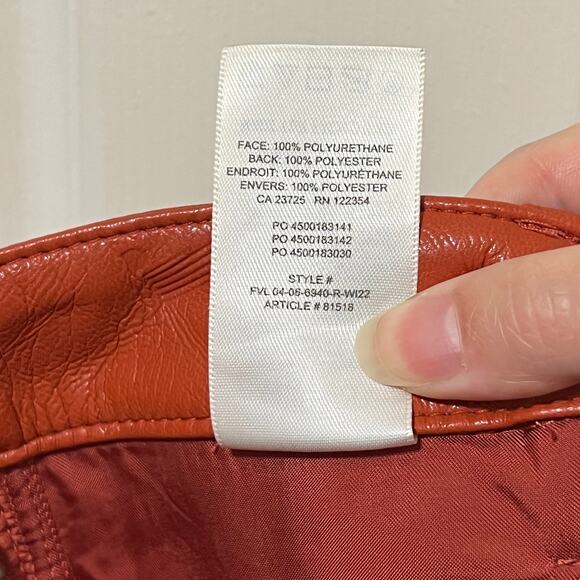 FACE: 100% POLYURETHANE
BACK: 100% POLYESTER
ENDROIT: 100% POLYURÉTHANE
ENVERS: 100% POLYESTER
CA 23725 RN 122354
PO 4500183141
PO 4500183142
PO 4500183030
STYLE #
FVL 04-06-6940-R-WI22
ARTICLE # 81518